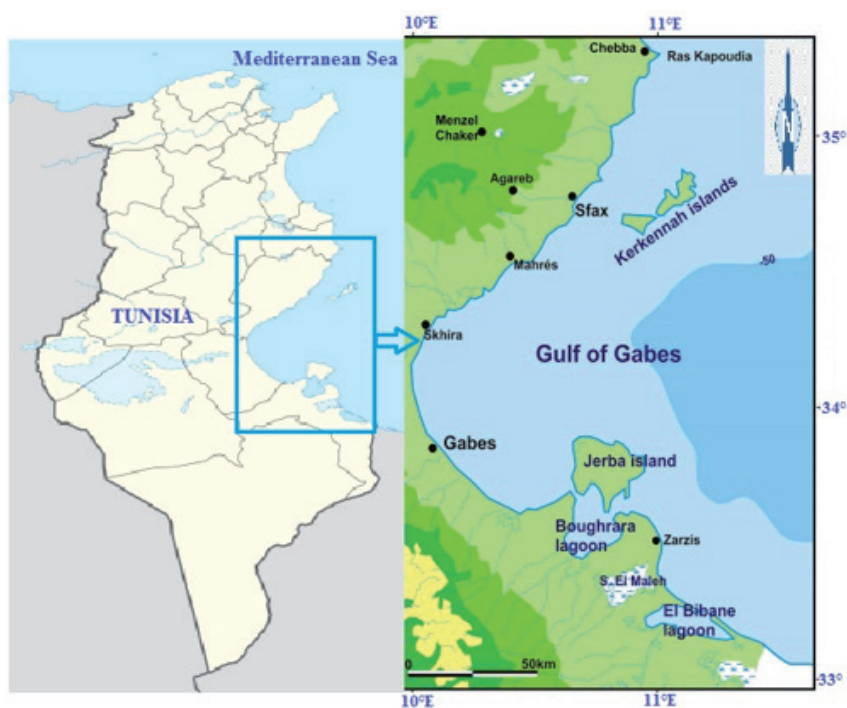 10°E
11°E
Mediterranean Sea
Chebba
Ras Kapoudia
N
35°
Menzel
Chaker
Agareb
Sfax
Kerkennah islands
Mahrés
-50
TUNISIA
Skhira
Gulf of Gabes
34°
Gabes
Jerba island
Boughrara
lagoon
Zarzis
S. El Maleh
El Bibane
lagoon
0
50km
33°
10°E
11°E